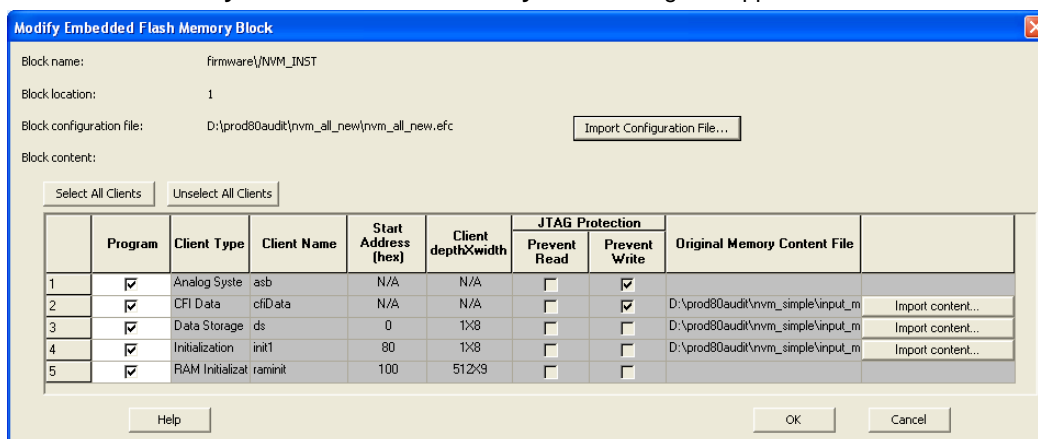 Modify Embedded Flash Memory Block
Block name: firmware\/NVM_INST
Block location: 1
Block configuration file: D:\prod80audit\nvm_all_new\nvm_all_new.efc Import Configuration File...
Block content:
Select All Clients Unselect All Clients
Program Client Type Client Name Start Address (hex) Client depthXwidth JTAG Protection Prevent Read Prevent Write Original Memory Content File
1 Analog Syste asb N/A N/A
2 CFI Data cfiData N/A N/A D:\prod80audit\nvm_simple\input_m Import content...
3 Data Storage ds 0 1X8 D:\prod80audit\nvm_simple\input_m Import content...
4 Initialization init1 80 1X8 D:\prod80audit\nvm_simple\input_m Import content...
5 RAM Initializat raminit 100 512X9
Help OK Cancel